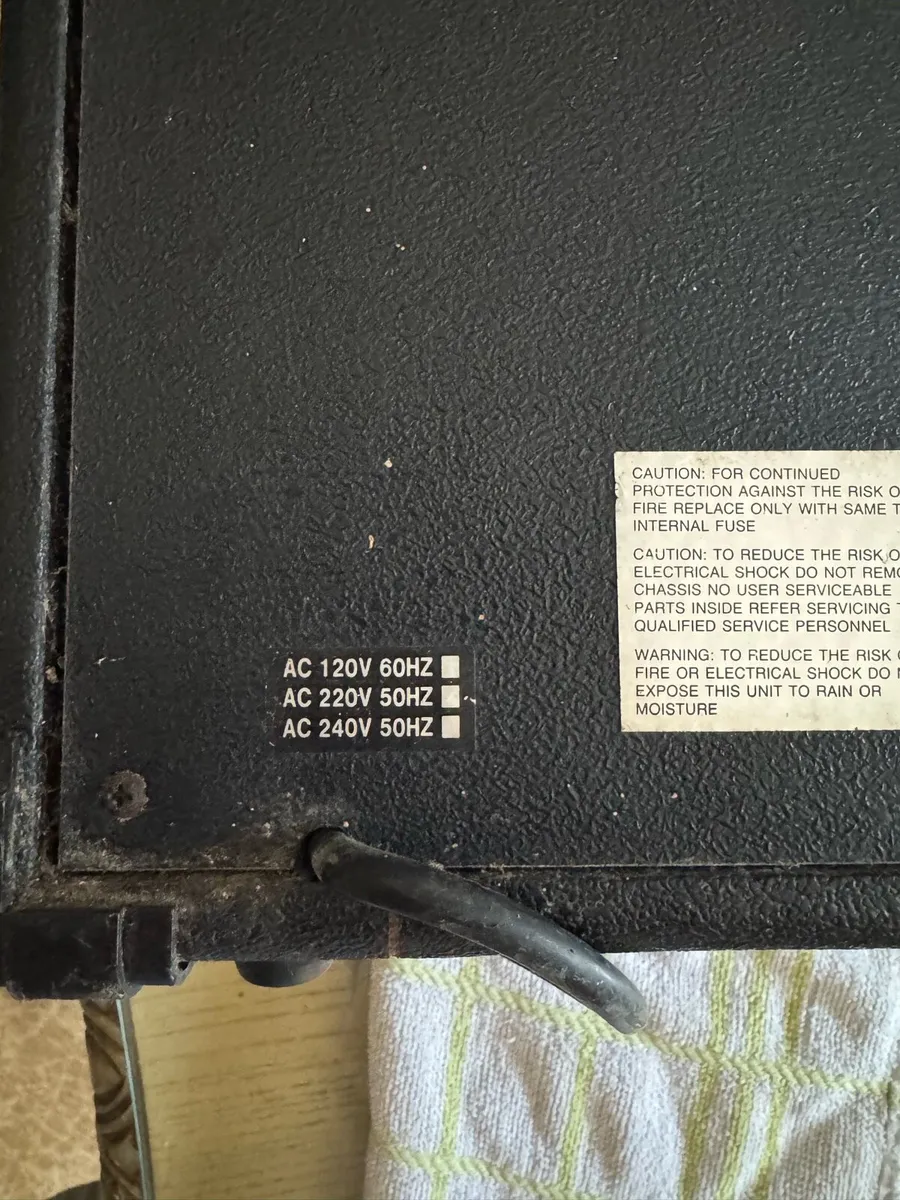 CAUTION: FOR CONTINUED
PROTECTION AGAINST THE RISK O
FIRE REPLACE ONLY WITH SAME T
INTERNAL FUSE
CAUTION: TO REDUCE THE RISK O
ELECTRICAL SHOCK DO NOT REMO
CHASSIS NO USER SERVICEABLE
PARTS INSIDE REFER SERVICING T
QUALIFIED SERVICE PERSONNEL
WARNING: TO REDUCE THE RISK O
FIRE OR ELECTRICAL SHOCK DO N
EXPOSE THIS UNIT TO RAIN OR
MOISTURE
AC 120V 60HZ
AC 220V 50HZ
AC 240V 50HZ